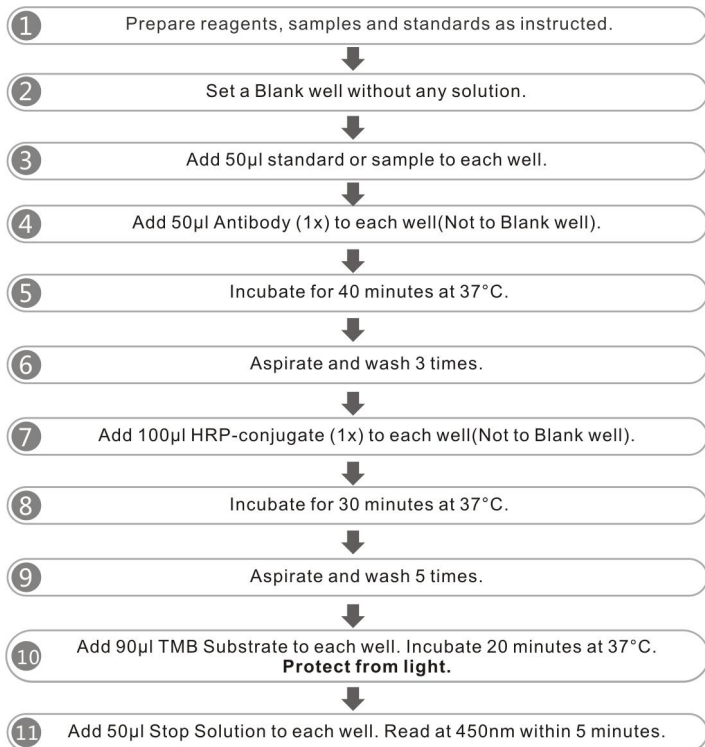 1 Prepare reagents, samples and standards as instructed.
2 Set a Blank well without any solution.
3 Add 50μl standard or sample to each well.
4 Add 50μl Antibody (1x) to each well(Not to Blank well).
5 Incubate for 40 minutes at 37°C.
6 Aspirate and wash 3 times.
7 Add 100μl HRP-conjugate (1x) to each well(Not to Blank well).
8 Incubate for 30 minutes at 37°C.
9 Aspirate and wash 5 times.
10 Add 90μl TMB Substrate to each well. Incubate 20 minutes at 37°C.
Protect from light.
11 Add 50μl Stop Solution to each well. Read at 450nm within 5 minutes.